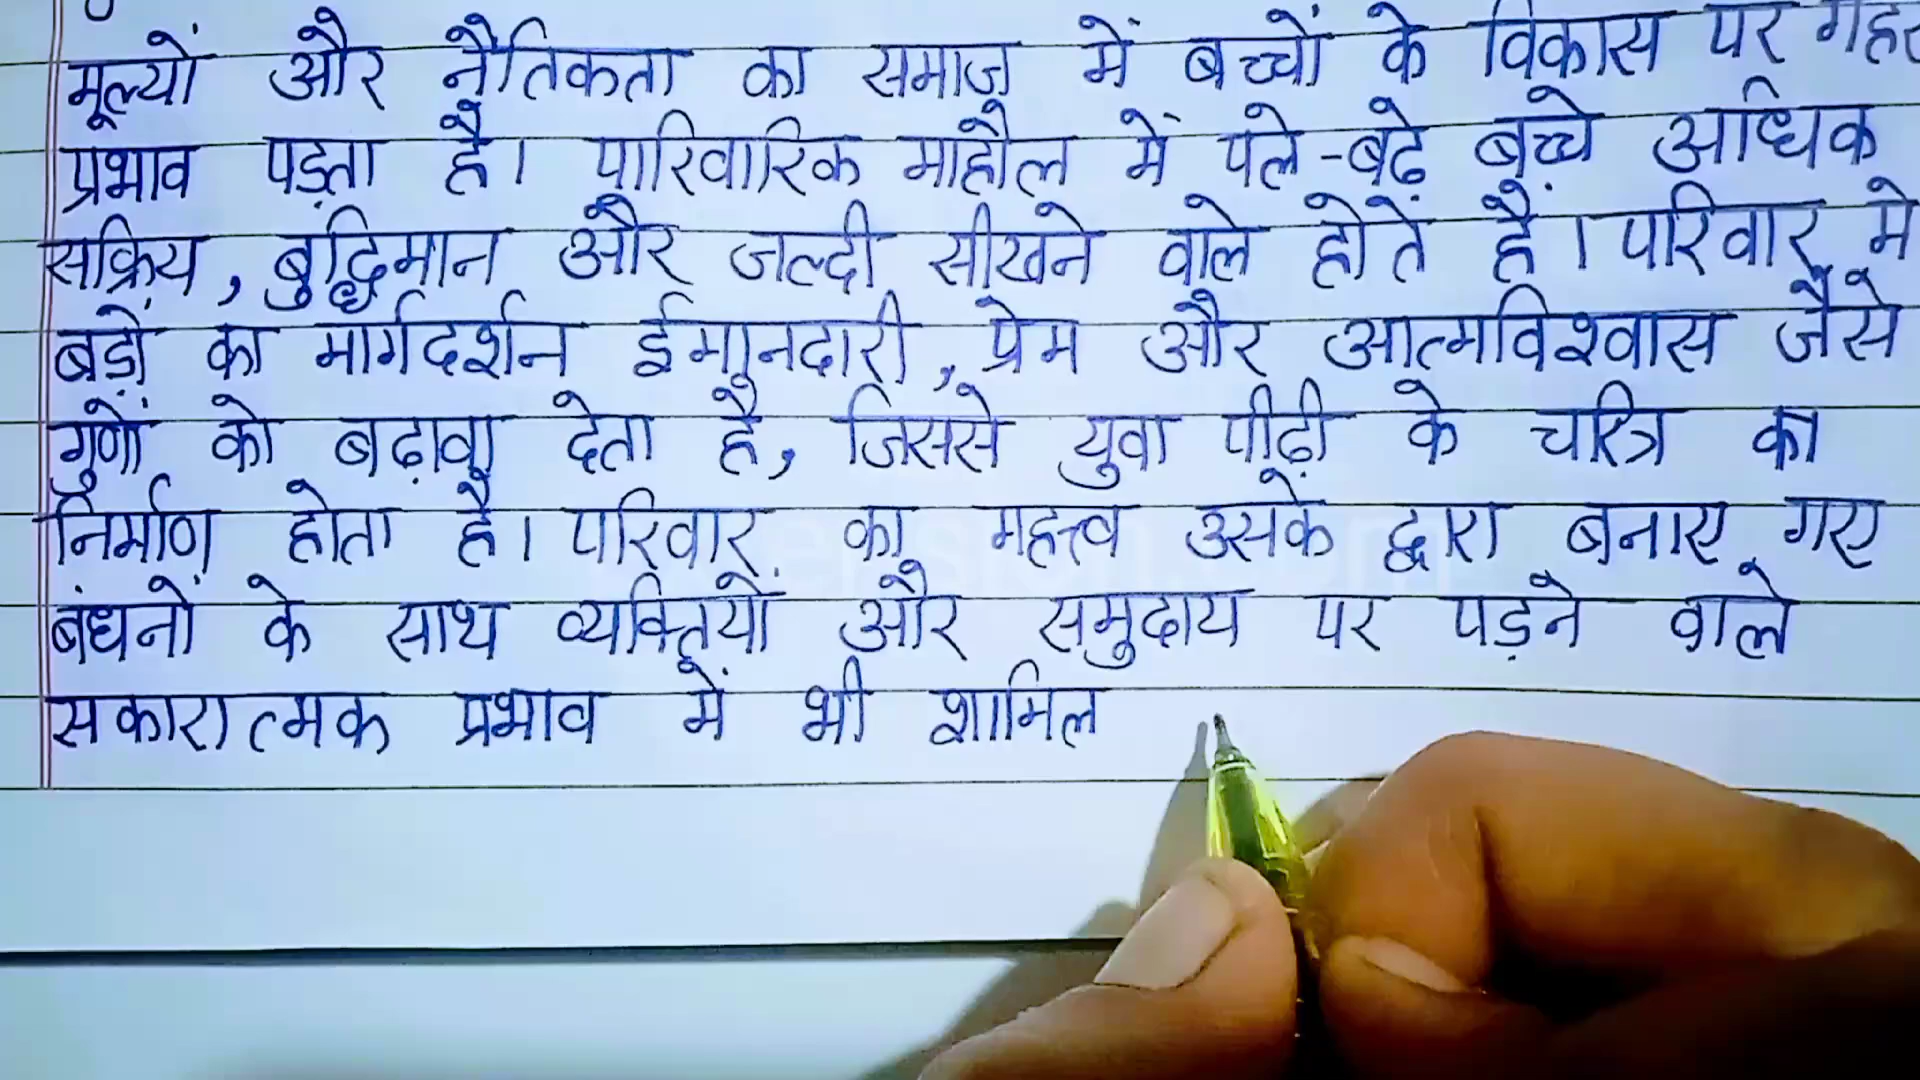 मूल्यों और नैतिकता का समाज में बच्चों के विकास पर
प्रभाव पड़ता है। पारिवारिक माहौल में पले-बढ़े बच्चे अधिक
सक्रिय, बुद्धिमान और जल्दी सीखने वाले होते हैं। परिवार में
बड़ों का मार्गदर्शन ईमानदारी, प्रेम और आत्मविश्वास जैसे
गुणों को बढ़ावा देता है, जिससे युवा पीढ़ी के चरित्र का
निर्माण होता है। परिवार का महत्त्व उसके द्वारा बनाए गए
बंधनों के साथ व्यक्तियों और समुदाय पर पड़ने वाले
सकारात्मक प्रभाव में भी शामिल